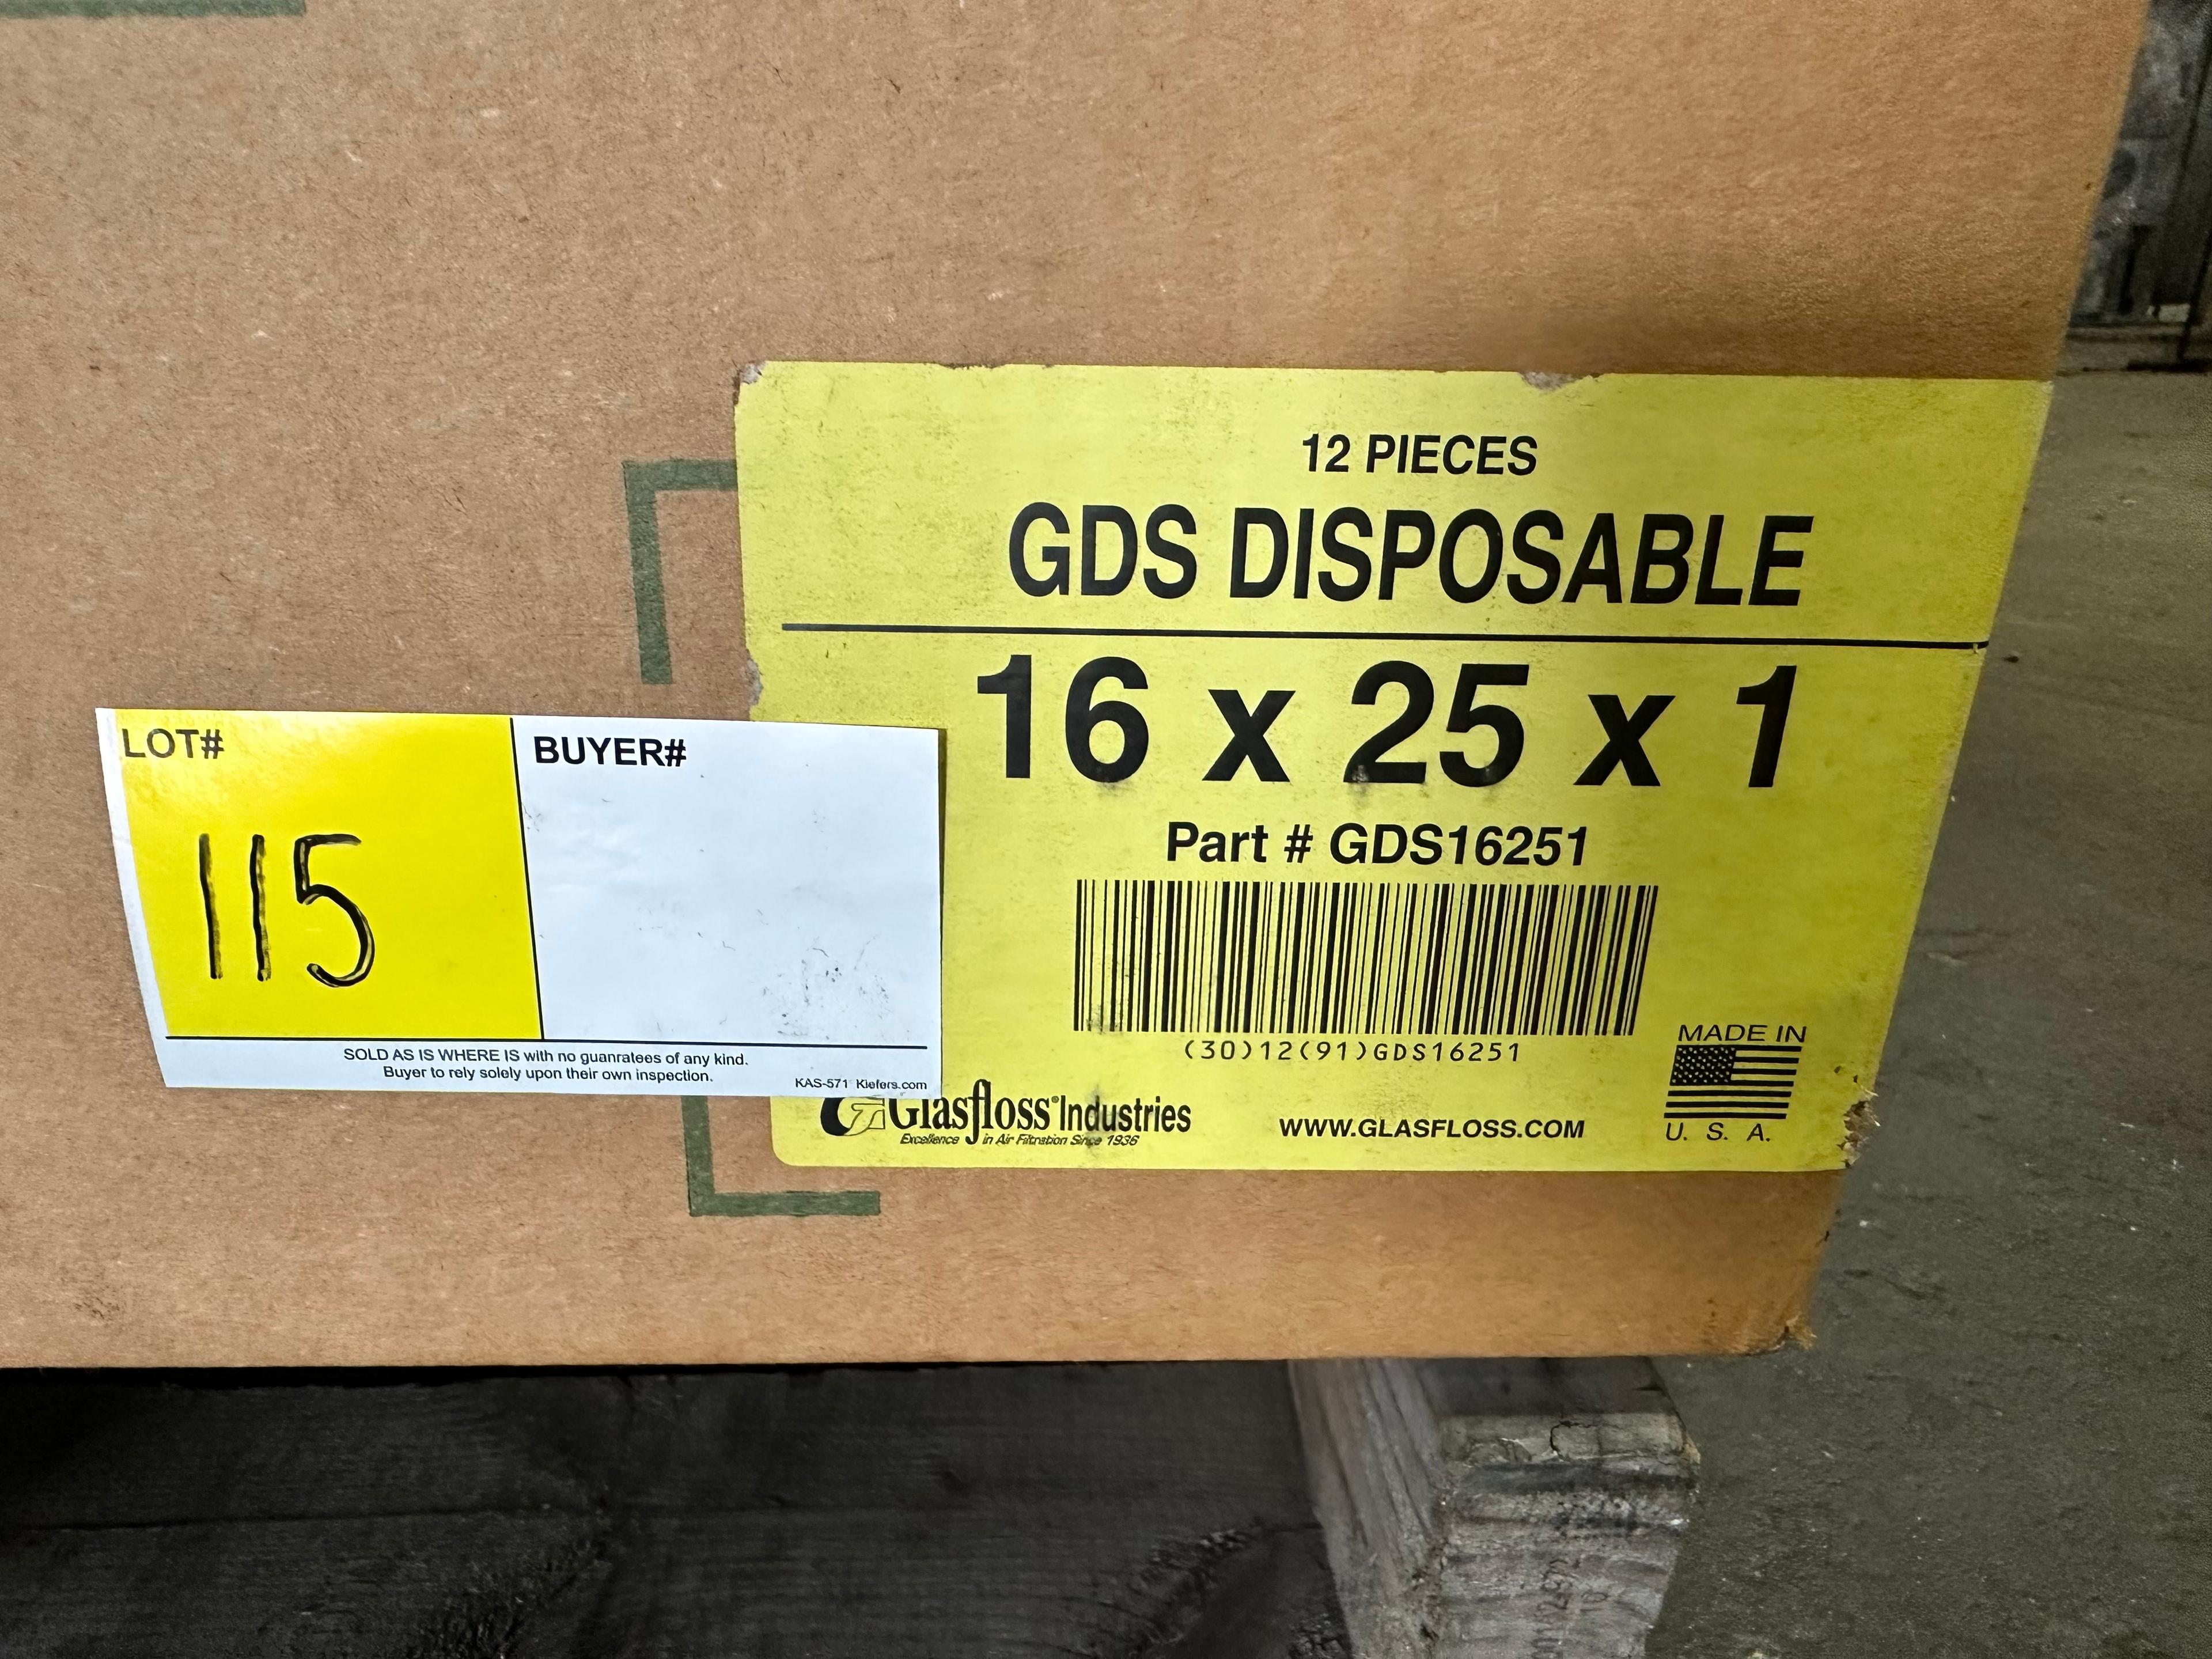 12 PIECES
GDS DISPOSABLE
16 x 25 x 1
Part # GDS16251
(30)12(91)GDS16251
MADE IN
U. S. A.
Glasfloss® Industries
Excellence in Air Filtration Since 1936
WWW.GLASFLOSS.COM
LOT#
BUYER#
115
SOLD AS IS WHERE IS with no guanratees of any kind.
Buyer to rely solely upon their own inspection.
KAS-571 Kiefers.com